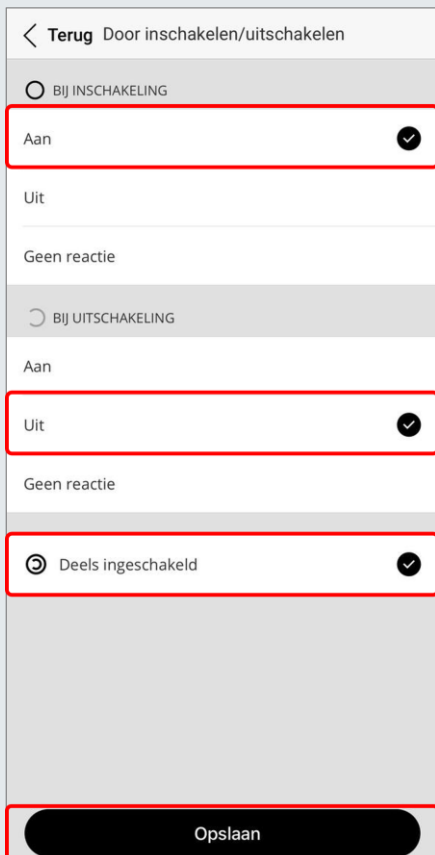 Terug Door inschakelen/uitschakelen
BIJ INSCHAKELING
Aan
Uit
Geen reactie
BIJ UITSCHAKELING
Aan
Uit
Geen reactie
Deels ingeschakeld
Opslaan